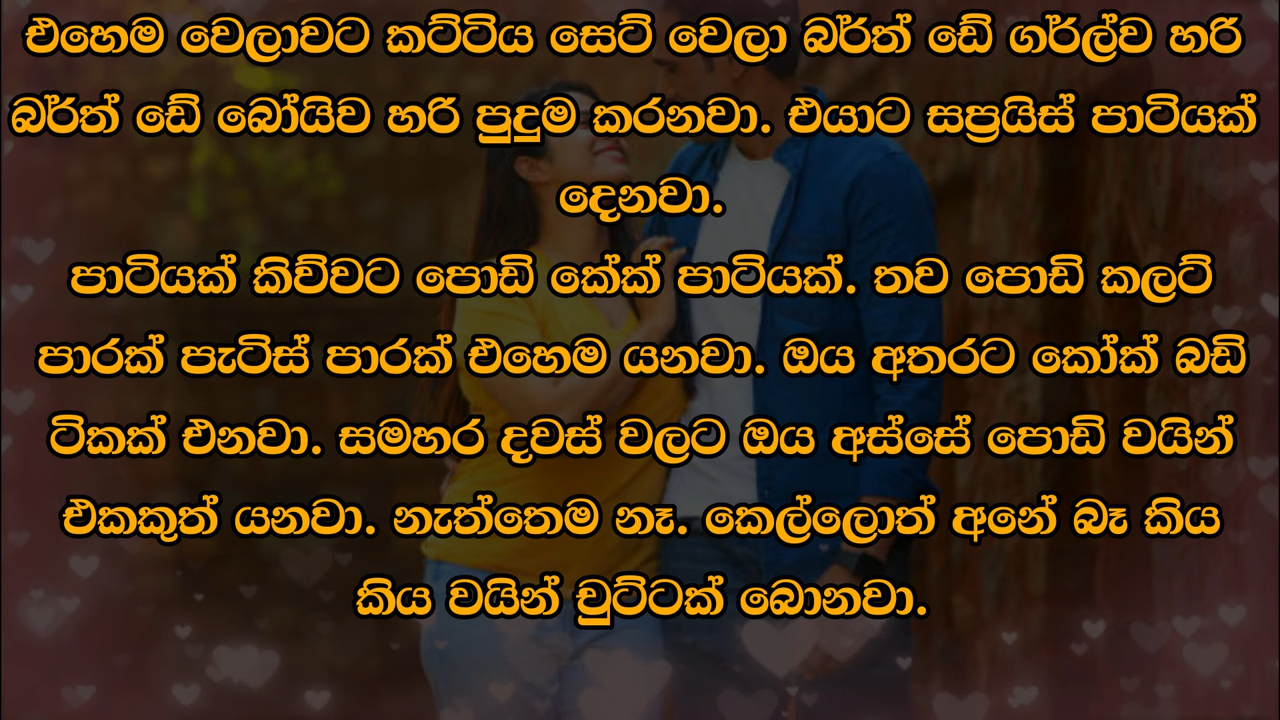 එහෙම වෙලාවට කට්ටිය සෙට් වෙලා බර්ත් ඩේ ගර්ල්ව හරි
බර්ත් ඩේ බෝයිව හරි පුදුම කරනවා. එයාට සප්‍රයිස් පාටියක්
දෙනවා.
පාටියක් කිව්වට පොඩි කේක් පාටියක්. තව පොඩි කලට්
පාරක් පැටිස් පාරක් එහෙම යනවා. ඔය අතරට කෝක් බඩි
ටිකක් එනවා. සමහර දවස් වලට ඔය අස්සේ පොඩි වයින්
එකකුත් යනවා. නැත්තෙම නෑ. කෙල්ලොත් අනේ බෑ කිය
කිය වයින් චුට්ටක් බොනවා.